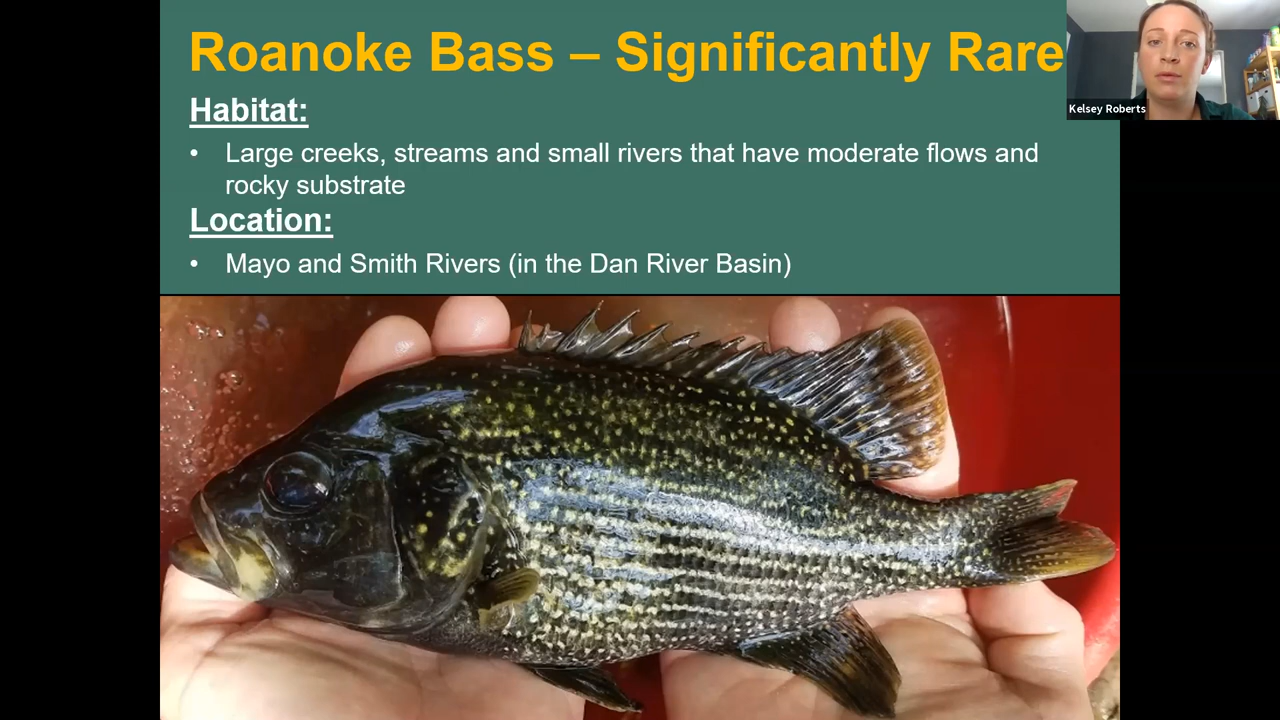 Roanoke Bass – Significantly Rare
Kelsey Roberts
Habitat:
• Large creeks, streams and small rivers that have moderate flows and
rocky substrate
Location:
• Mayo and Smith Rivers (in the Dan River Basin)